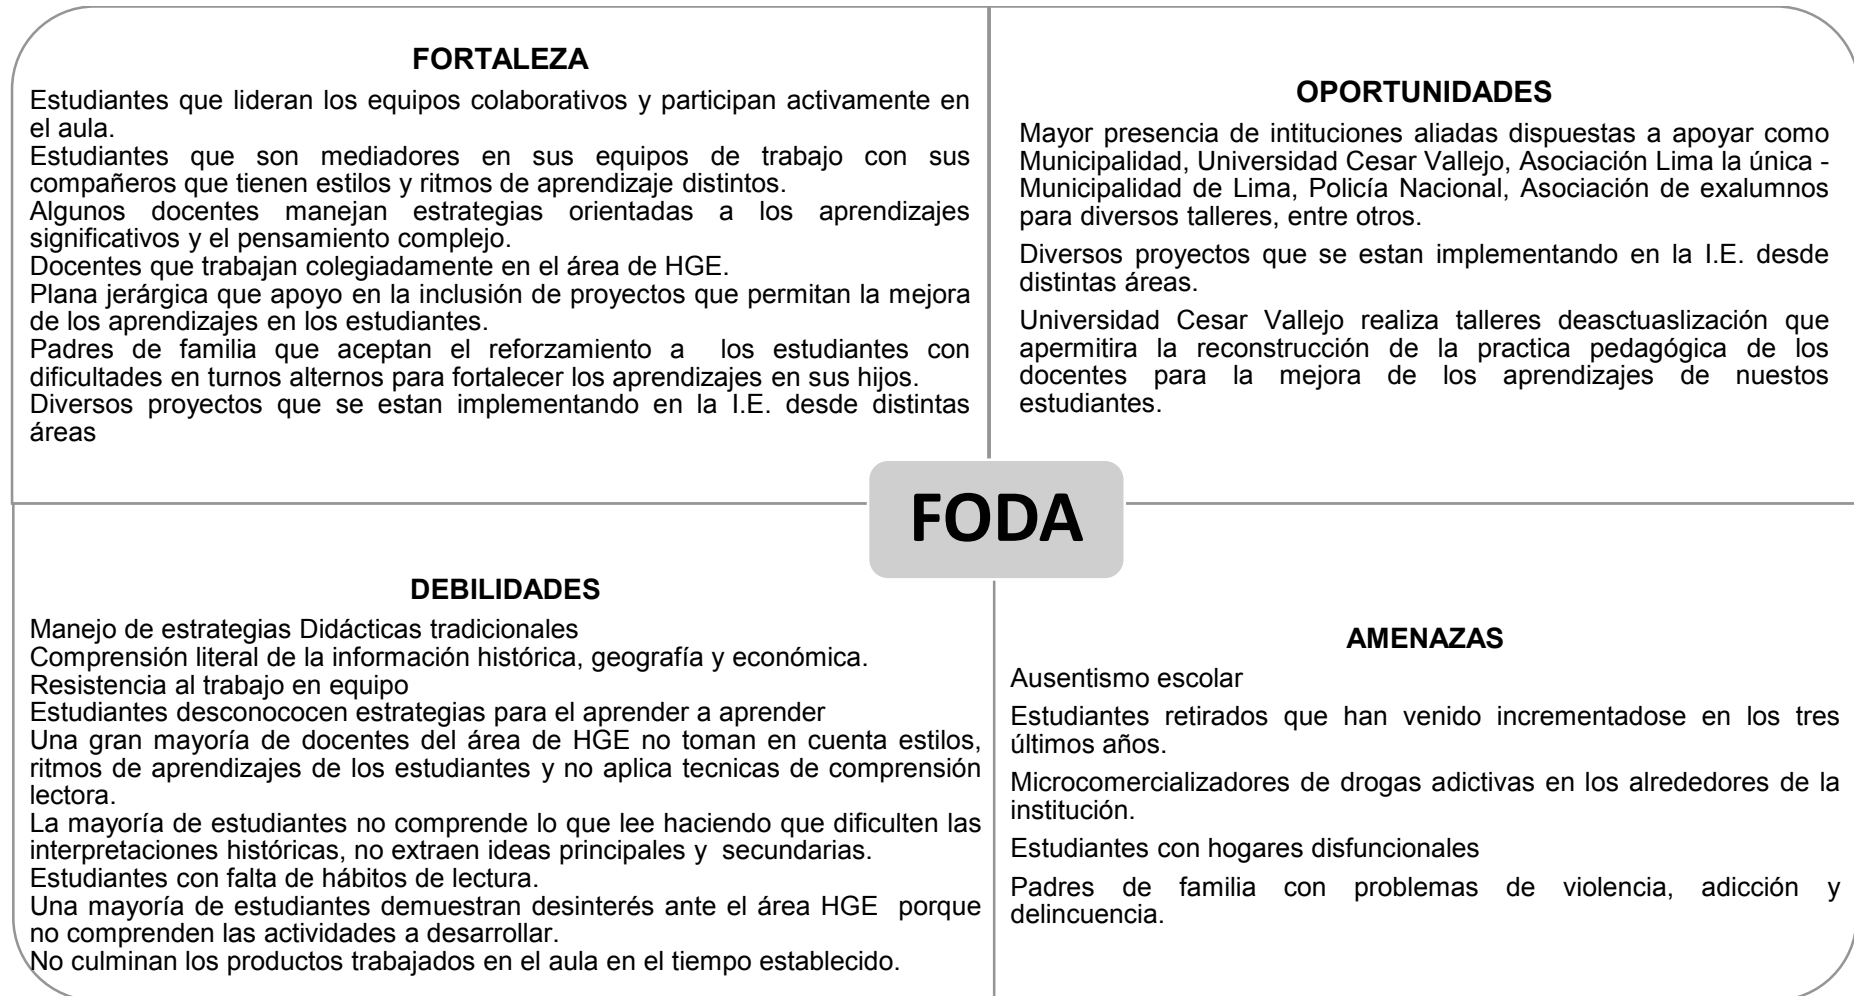 FORTALEZA
Estudiantes que lideran los equipos colaborativos y participan activamente en
el aula.
Estudiantes que son mediadores en sus equipos de trabajo con sus
compañeros que tienen estilos y ritmos de aprendizaje distintos.
Algunos docentes manejan estrategias orientadas a los aprendizajes
significativos y el pensamiento complejo.
Docentes que trabajan colegiadamente en el área de HGE.
Plana jerárgica que apoyo en la inclusión de proyectos que permitan la mejora
de los aprendizajes en los estudiantes.
Padres de familia que aceptan el reforzamiento a los estudiantes con
dificultades en turnos alternos para fortalecer los aprendizajes en sus hijos.
Diversos proyectos que se estan implementando en la I.E. desde distintas
áreas
OPORTUNIDADES
Mayor presencia de intituciones aliadas dispuestas a apoyar como
Municipalidad, Universidad Cesar Vallejo, Asociación Lima la única -
Municipalidad de Lima, Policía Nacional, Asociación de exalumnos
para diversos talleres, entre otros.
Diversos proyectos que se estan implementando en la I.E. desde
distintas áreas.
Universidad Cesar Vallejo realiza talleres deasctuaslización que
apermitira la reconstrucción de la practica pedagógica de los
docentes para la mejora de los aprendizajes de nuestos
estudiantes.
FODA
DEBILIDADES
Manejo de estrategias Didácticas tradicionales
Comprensión literal de la información histórica, geografía y económica.
Resistencia al trabajo en equipo
Estudiantes desconococen estrategias para el aprender a aprender
Una gran mayoría de docentes del área de HGE no toman en cuenta estilos,
ritmos de aprendizajes de los estudiantes y no aplica tecnicas de comprensión
lectora.
La mayoría de estudiantes no comprende lo que lee haciendo que dificulten las
interpretaciones históricas, no extraen ideas principales y secundarias.
Estudiantes con falta de hábitos de lectura.
Una mayoría de estudiantes demuestran desinterés ante el área HGE porque
no comprenden las actividades a desarrollar.
No culminan los productos trabajados en el aula en el tiempo establecido.
AMENAZAS
Ausentismo escolar
Estudiantes retirados que han venido incrementadose en los tres
últimos años.
Microcomercializadores de drogas adictivas en los alrededores de la
institución.
Estudiantes con hogares disfuncionales
Padres de familia con problemas de violencia, adicción y
delincuencia.